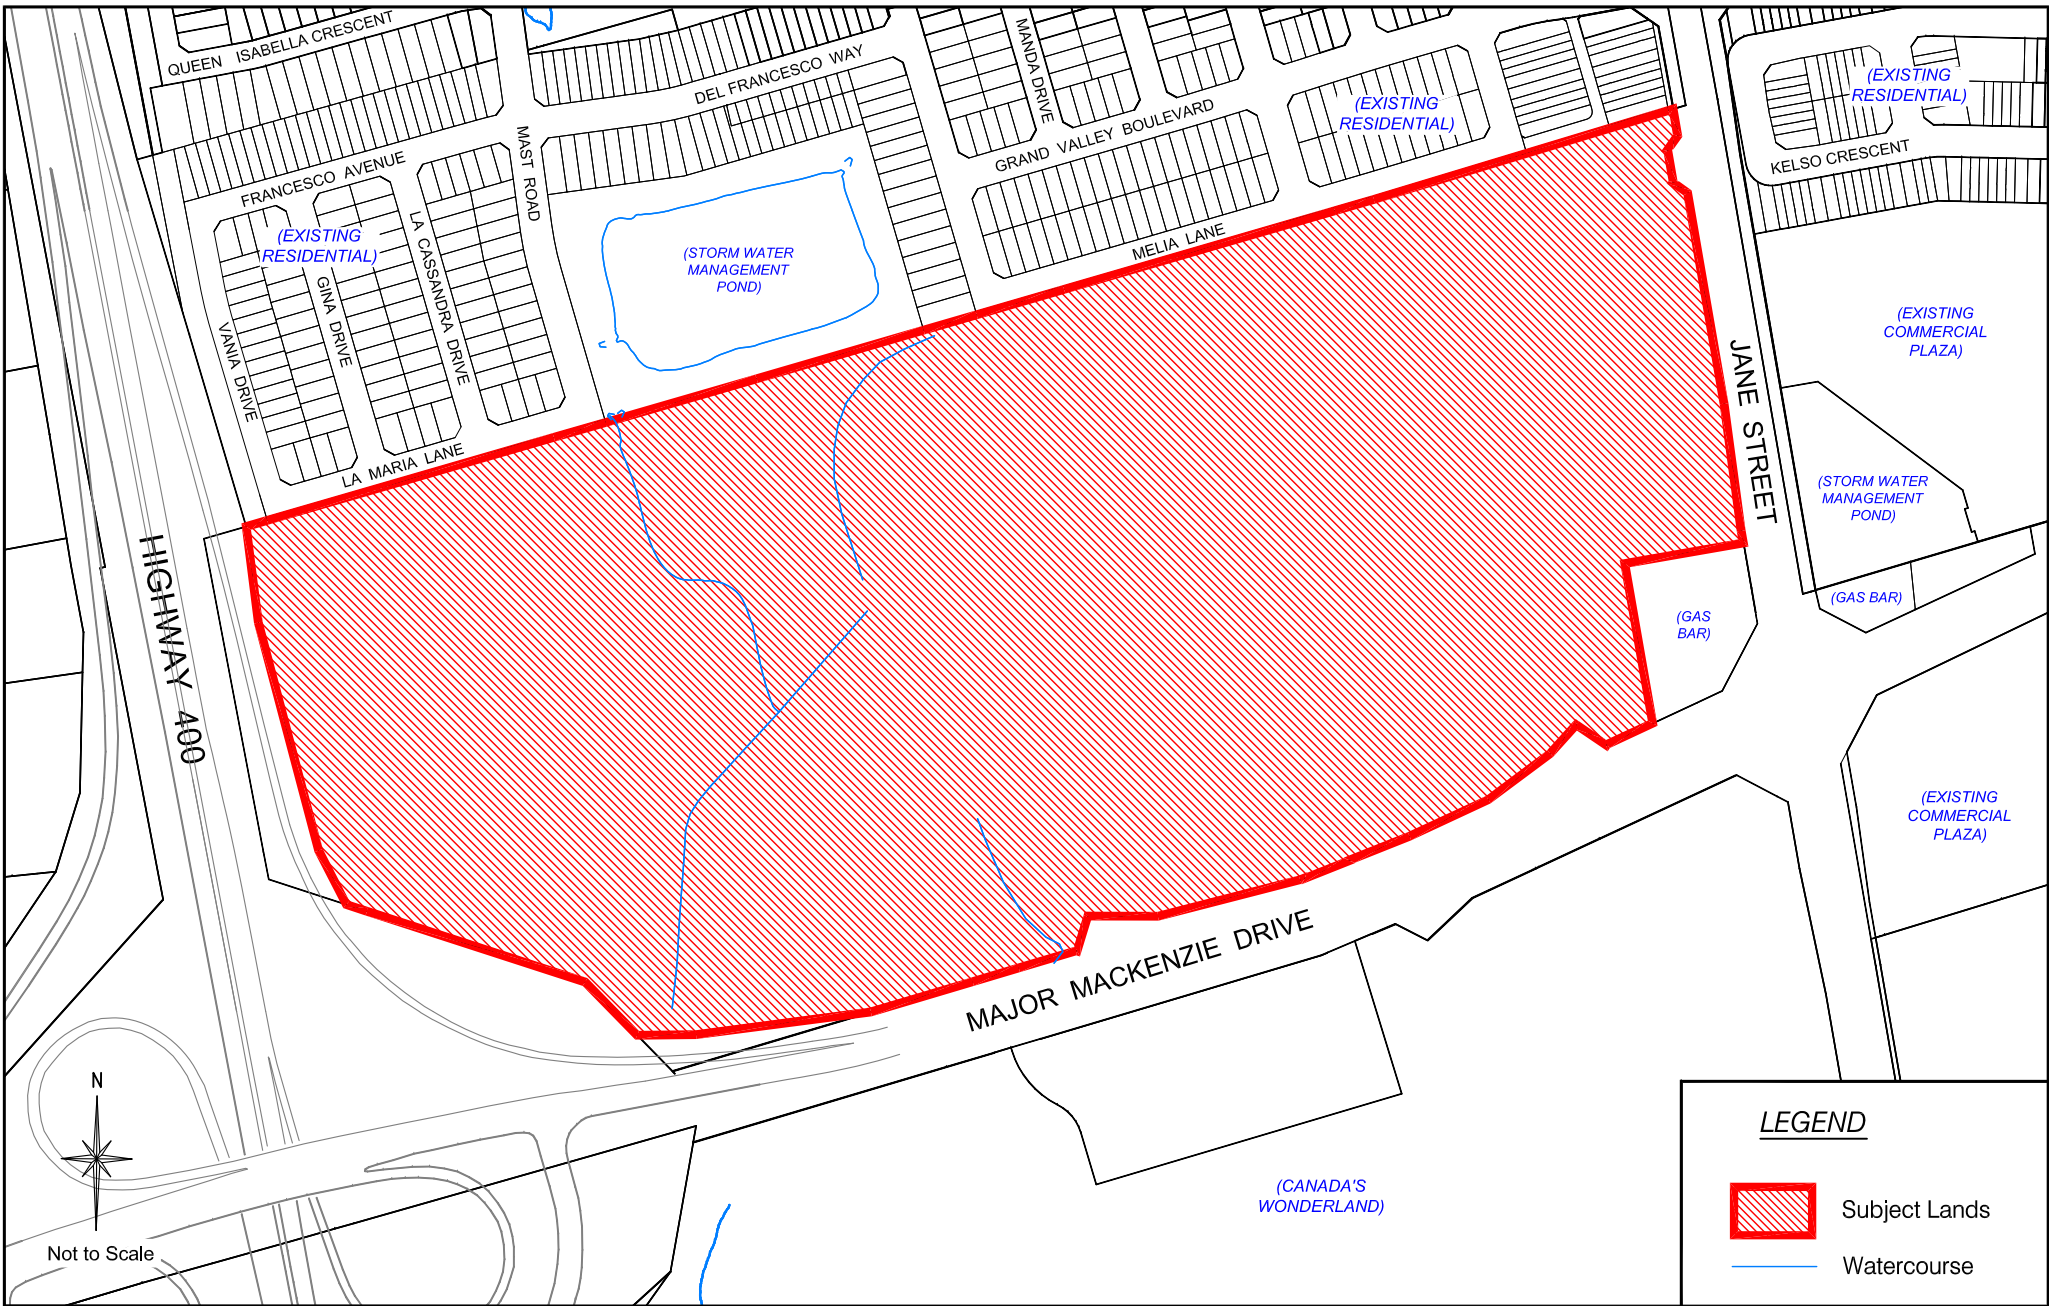 QUEEN ISABELLA CRESCENT
DEL FRANCESCO WAY
MANDA DRIVE
GRAND VALLEY BOULEVARD
(EXISTING
RESIDENTIAL)
(EXISTING
RESIDENTIAL)
KELSO CRESCENT
FRANCESCO AVENUE
MAST ROAD
(EXISTING
RESIDENTIAL)
LA CASSANDRA DRIVE
GINA DRIVE
VANIA DRIVE
(STORM WATER
MANAGEMENT
POND)
MELIA LANE
LA MARIA LANE
(EXISTING
COMMERCIAL
PLAZA)
JANE STREET
(STORM WATER
MANAGEMENT
POND)
HIGHWAY 400
(GAS BAR)
(GAS
BAR)
(EXISTING
COMMERCIAL
PLAZA)
MAJOR MACKENZIE DRIVE
(CANADA'S
WONDERLAND)
N
Not to Scale
LEGEND
Subject Lands
Watercourse